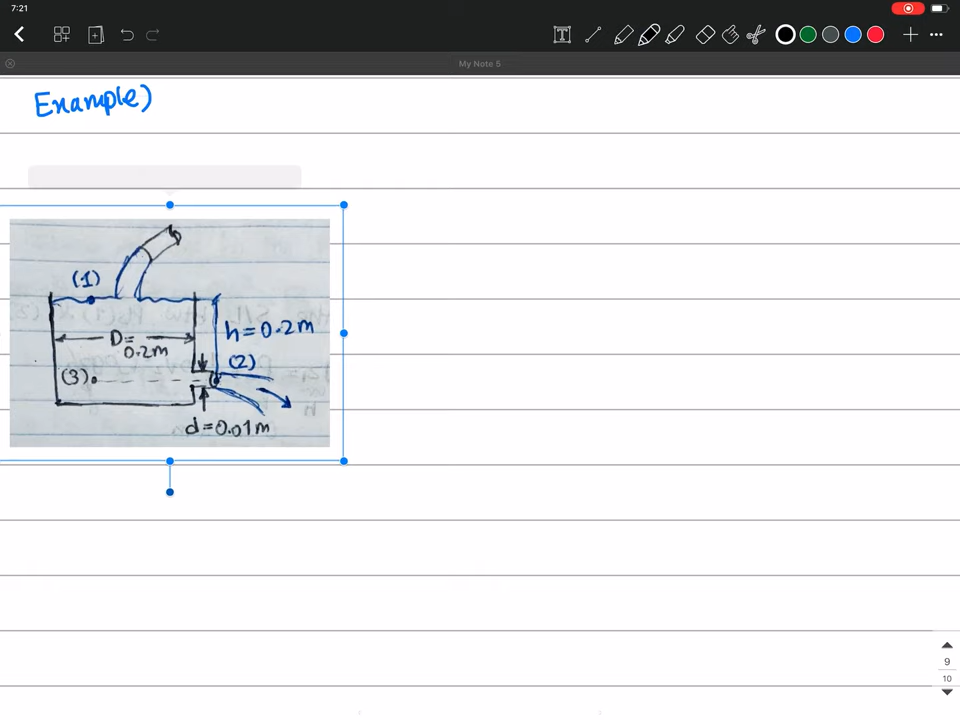 7:21
My Note 5
Example)
(1)
h=0.2m
D=
0.2m
(2)
(3)
d=0.01m
9
10